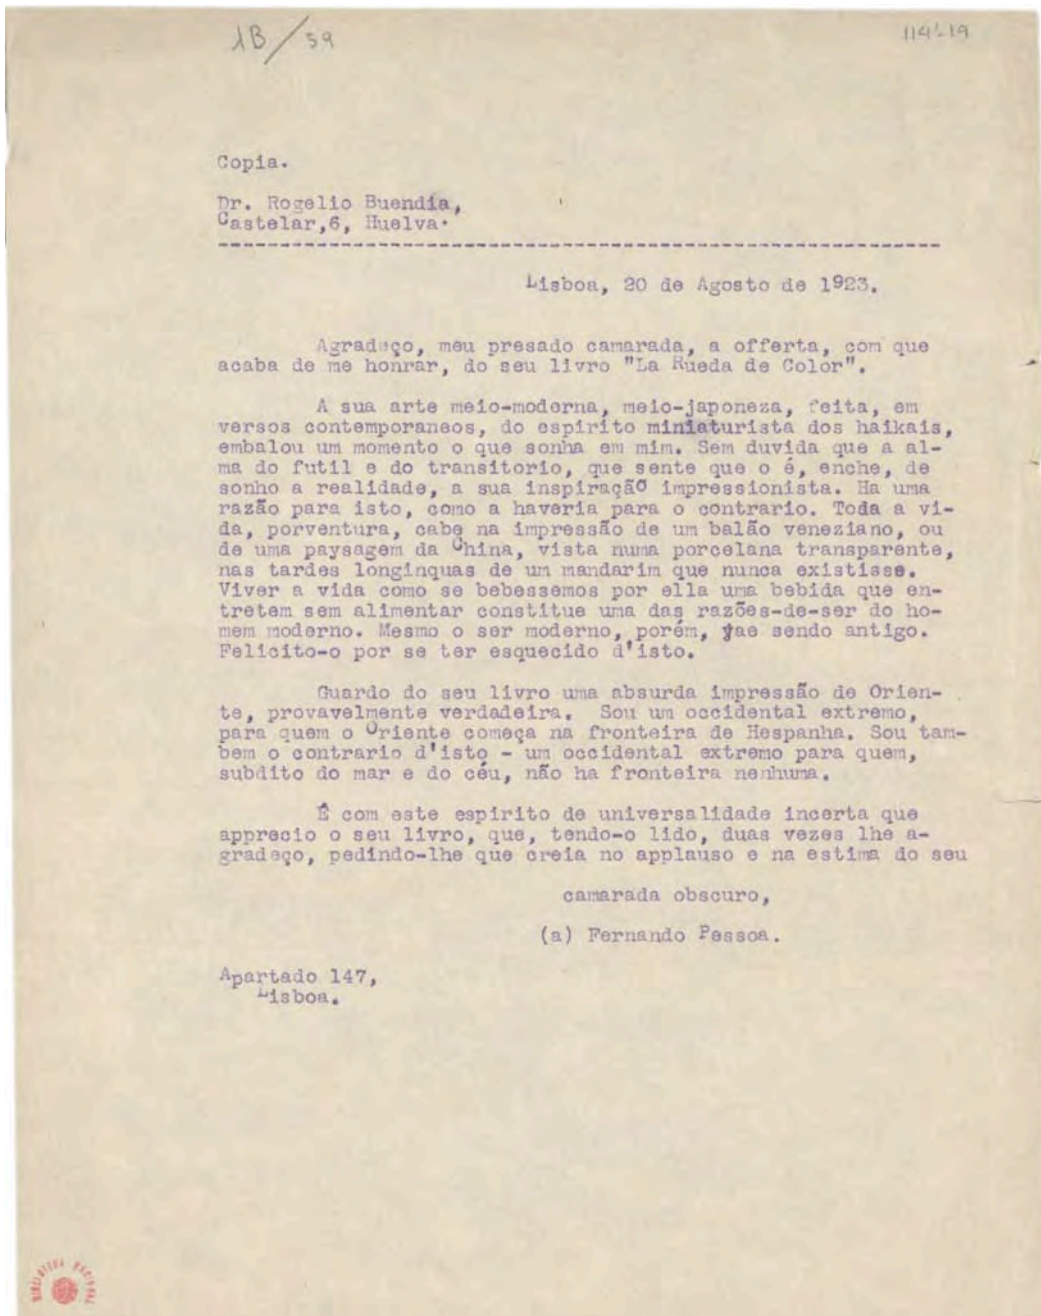 1B/59
114¹-19
Copia.
Dr. Rogelio Buendía,
Castelar,6, Huelva.
Lisboa, 20 de Agosto de 1923.
Agradeço, meu presado camarada, a offerta, com que
acaba de me honrar, do seu livro "La Rueda de Color".
A sua arte meio-moderna, meio-japoneza, feita, em
versos contemporaneos, do espirito miniaturista dos haikais,
embalou um momento o que sonha em mim. Sem duvida que a al-
ma do futil e do transitorio, que sente que o é, enche, de
sonho a realidade, a sua inspiração impressionista. Ha uma
razão para isto, como a haveria para o contrario. Toda a vi-
da, porventura, cabe na impressão de um balão veneziano, ou
de uma paysagem da China, vista numa porcelana transparente,
nas tardes longinquas de um mandarim que nunca existisse.
Viver a vida como se bebessemos por ella uma bebida que en-
tretem sem alimentar constitue uma das razões-de-ser do ho-
mem moderno. Mesmo o ser moderno, porém, vae sendo antigo.
Felicito-o por se ter esquecido d'isto.
Guardo do seu livro uma absurda impressão de Orien-
te, provavelmente verdadeira. Sou um occidental extremo,
para quem o Oriente começa na fronteira de Hespanha. Sou tam-
bem o contrario d'isto - um occidental extremo para quem,
subdito do mar e do céu, não ha fronteira nenhuma.
É com este espirito de universalidade incerta que
apprecio o seu livro, que, tendo-o lido, duas vezes lhe a-
gradeço, pedindo-lhe que creia no applauso e na estima do seu
camarada obscuro,
(a) Fernando Pessoa.
Apartado 147,
Lisboa.
BIBLIOTECA NACIONAL